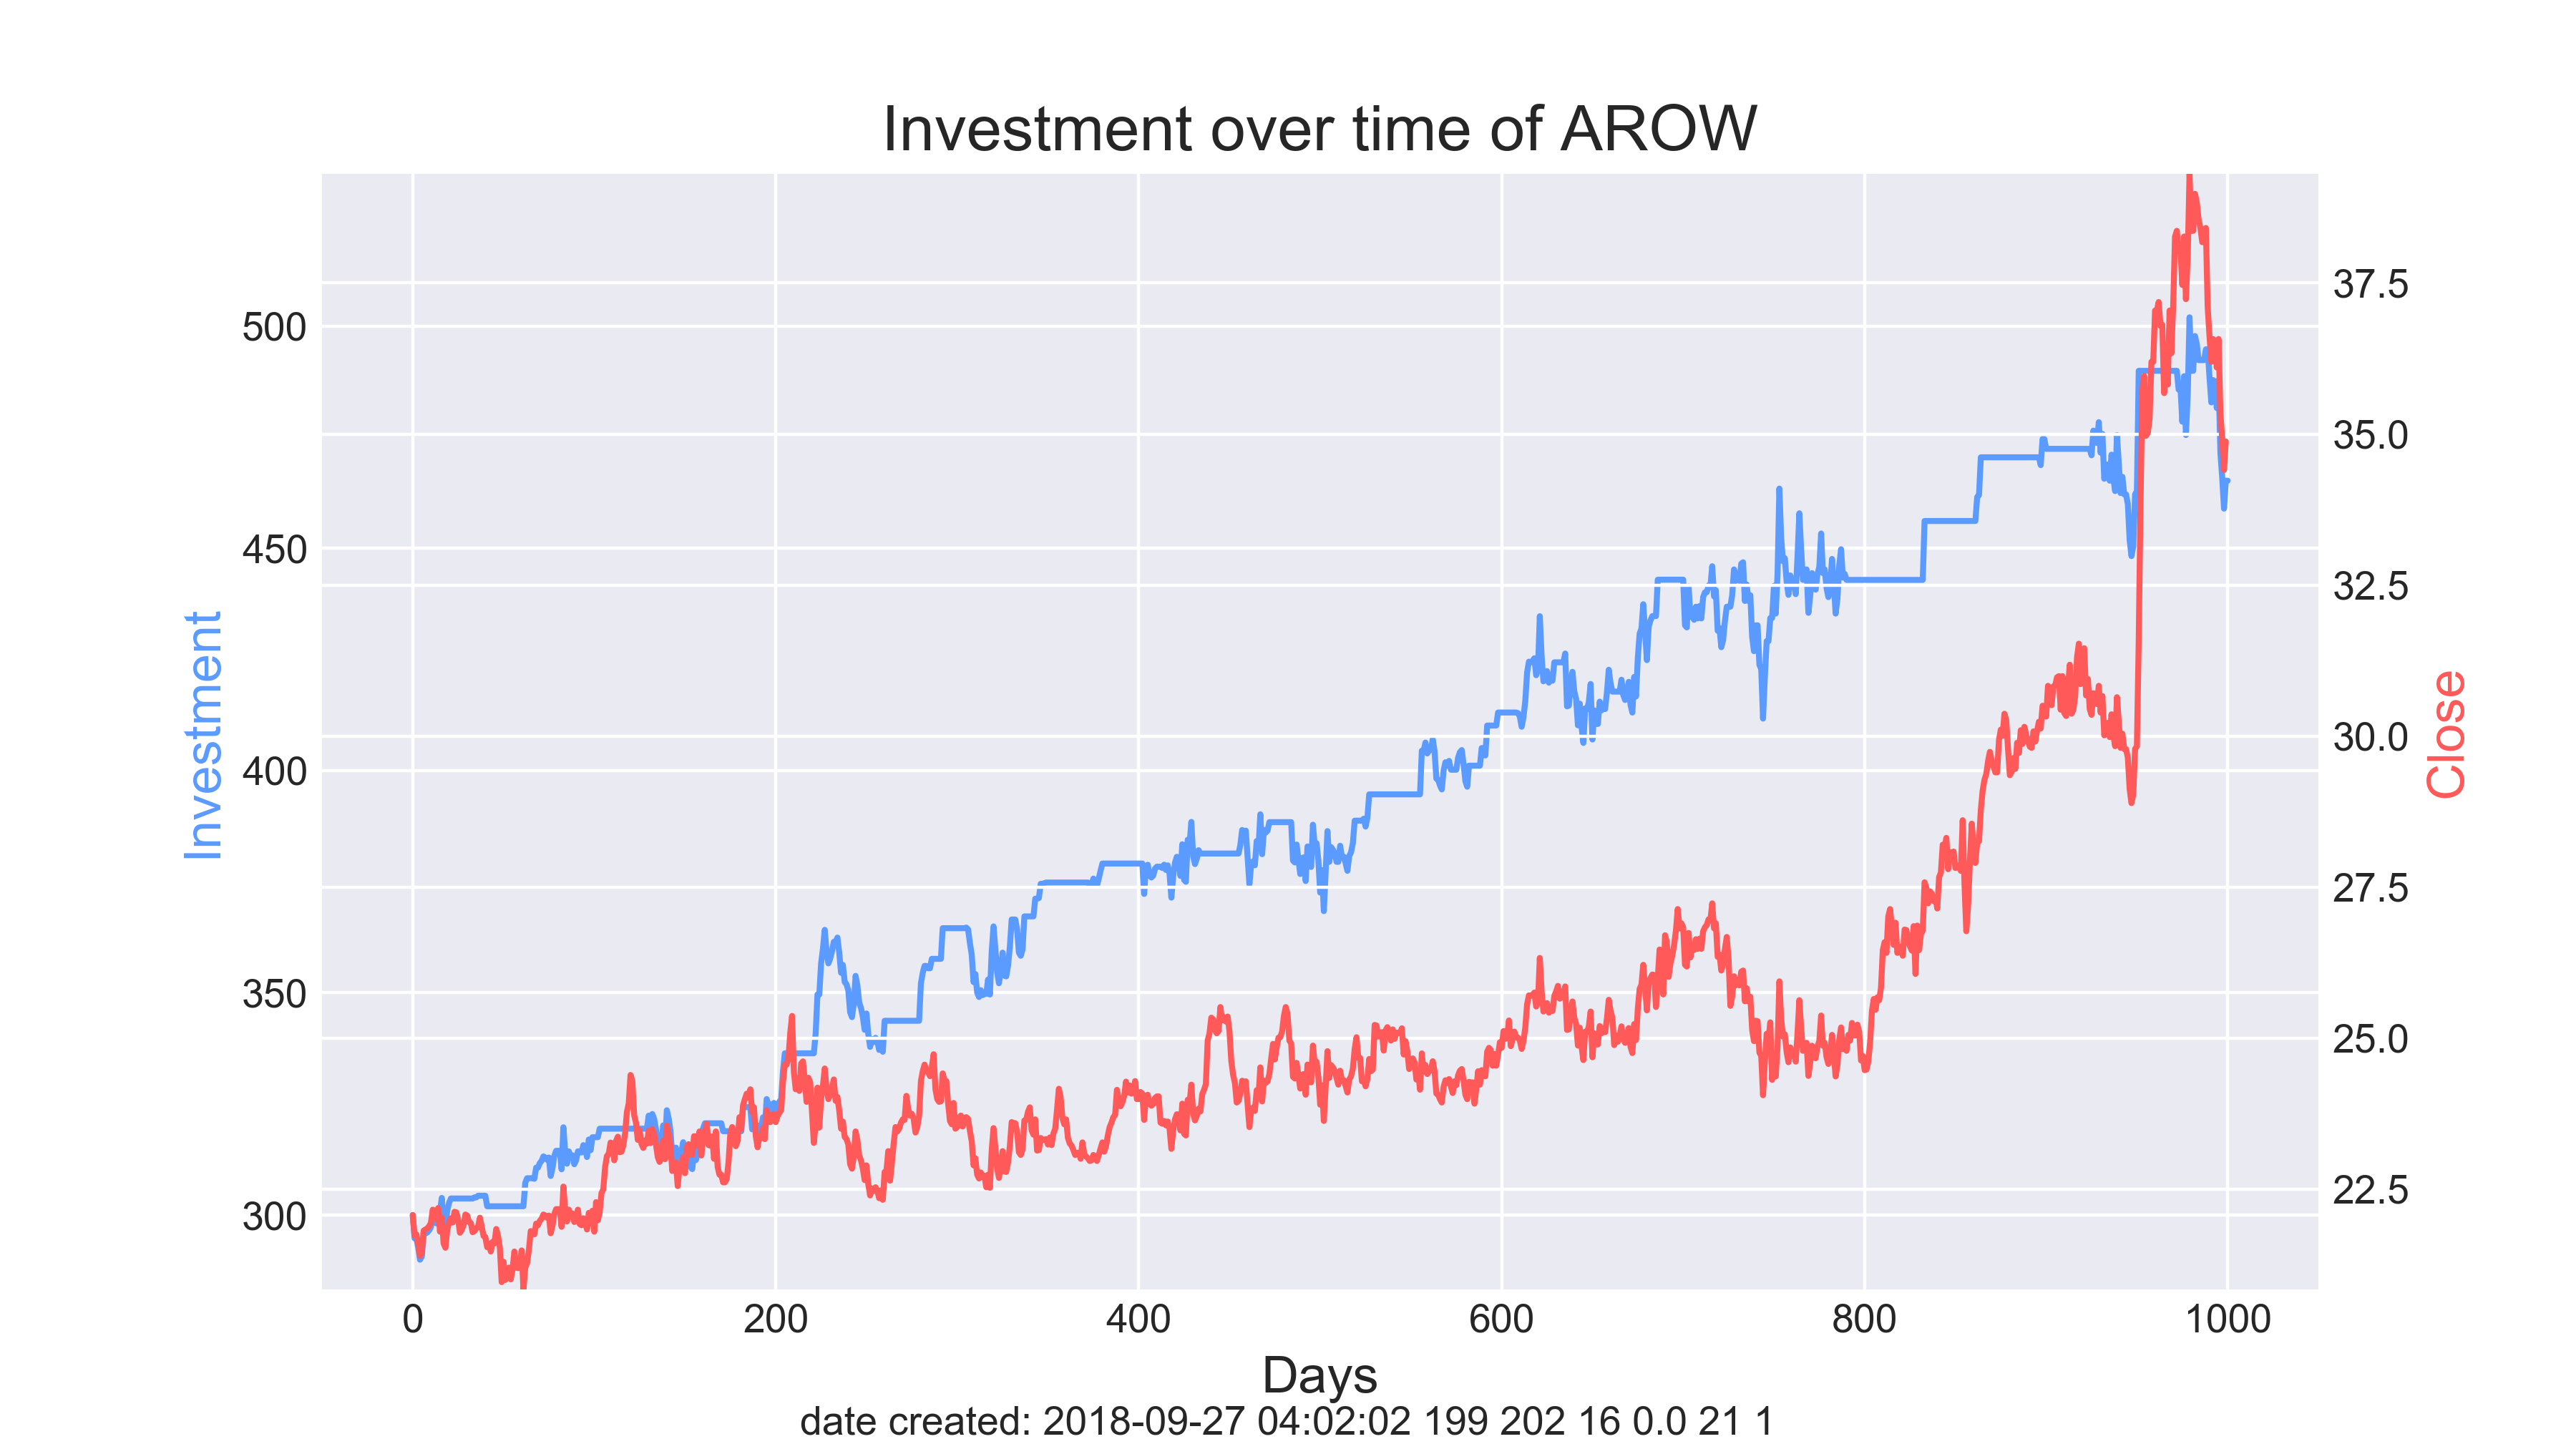 Investment over time of AROW
500
450
400
350
300
Investment
37.5
35.0
32.5
30.0
27.5
25.0
22.5
Close
0 200 400 600 800 1000
Days
date created: 2018-09-27 04:02:02 199 202 16 0.0 21 1